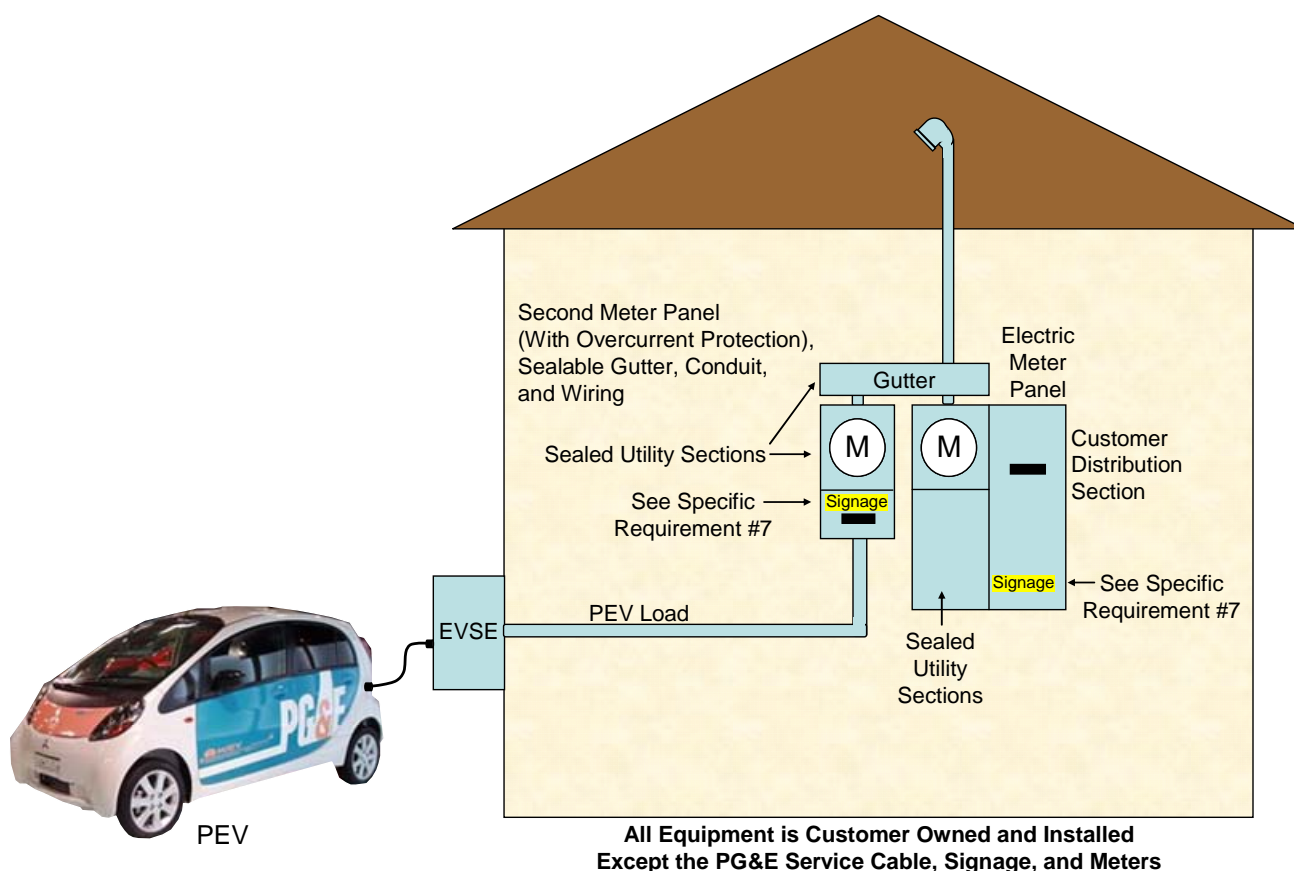 Second Meter Panel
(With Overcurrent Protection),
Sealable Gutter, Conduit,
and Wiring
Electric
Meter
Panel
Gutter
M
M
Customer
Distribution
Section
Sealed Utility Sections
See Specific
Requirement #7
Signage
Signage
See Specific
Requirement #7
EVSE
PEV Load
Sealed
Utility
Sections
PG&E
PEV
All Equipment is Customer Owned and Installed
Except the PG&E Service Cable, Signage, and Meters